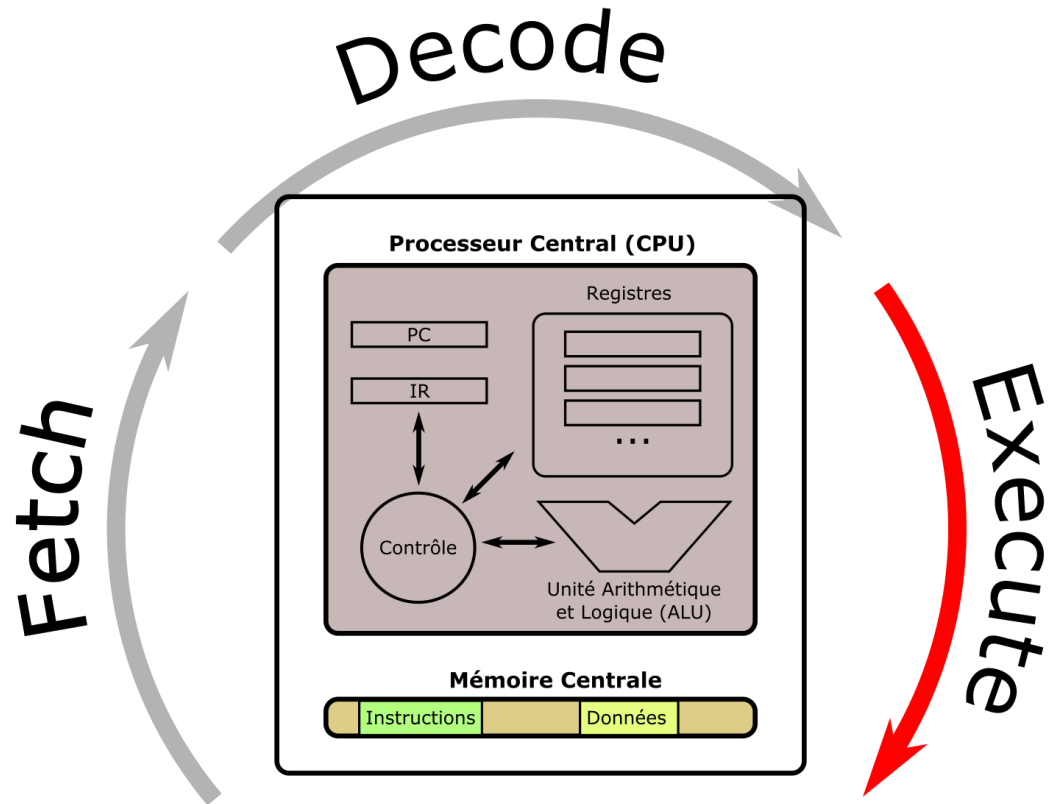 Decode
Fetch
Execute
Processeur Central (CPU)
Registres
PC
IR
...
Contrôle
Unité Arithmétique
et Logique (ALU)
Mémoire Centrale
Instructions
Données